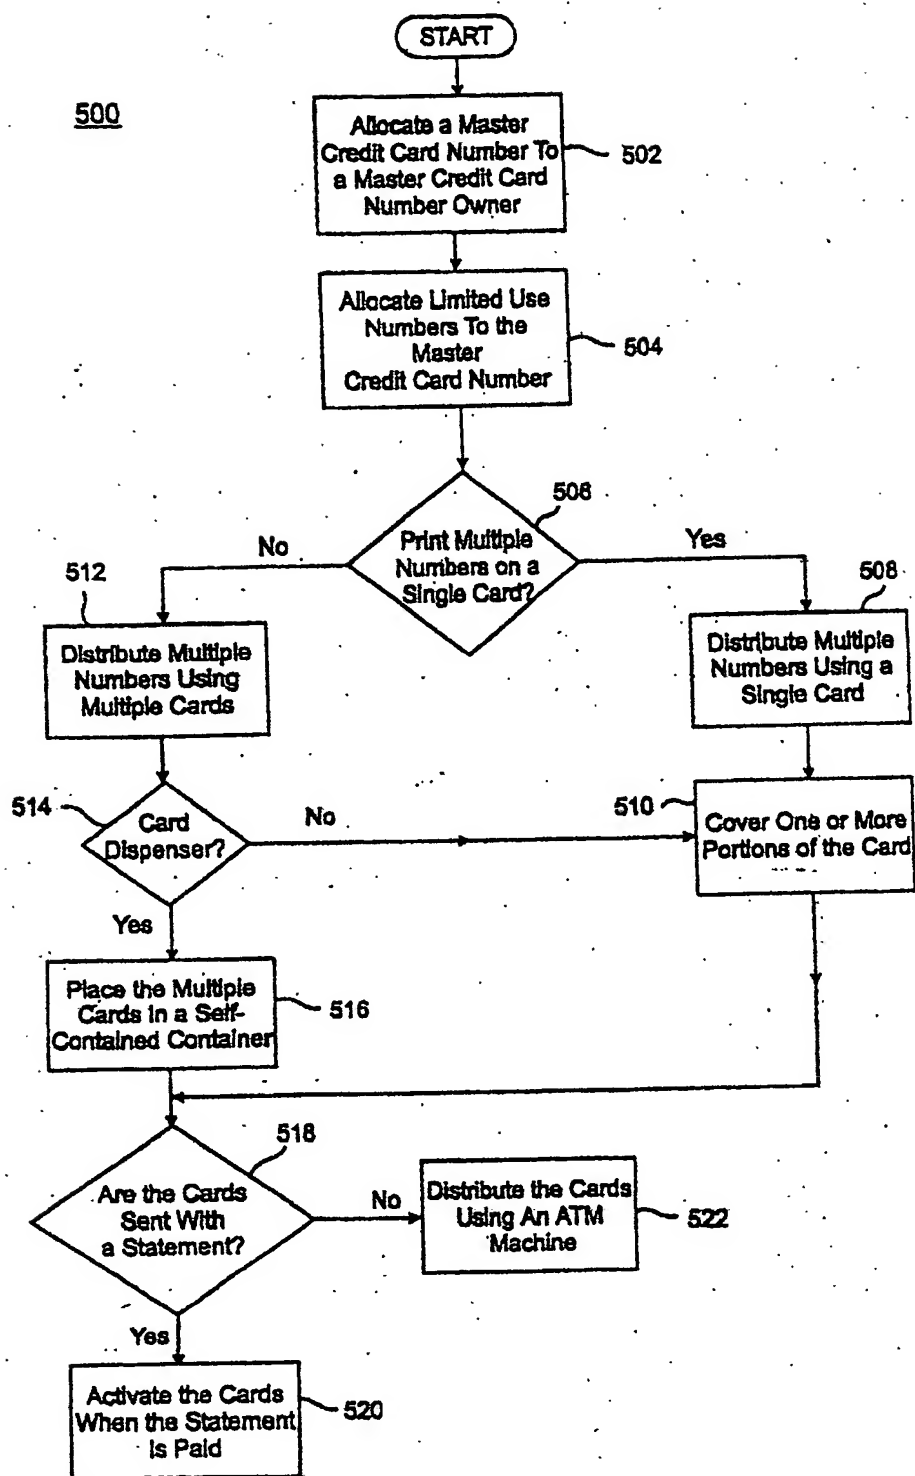 START
500
Allocate a Master
Credit Card Number To
a Master Credit Card
Number Owner
502
Allocate Limited Use
Numbers To the
Master
Credit Card Number
504
506
Print Multiple
Numbers on a
Single Card?
No
Yes
512
508
Distribute Multiple
Numbers Using
Multiple Cards
Distribute Multiple
Numbers Using a
Single Card
514
Card
Dispenser?
No
510
Cover One or More
Portions of the Card
Yes
Place the Multiple
Cards in a Self-
Contained Container
516
518
Are the Cards
Sent With
a Statement?
No
Distribute the Cards
Using An ATM
Machine
522
Yes
Activate the Cards
When the Statement
is Paid
520